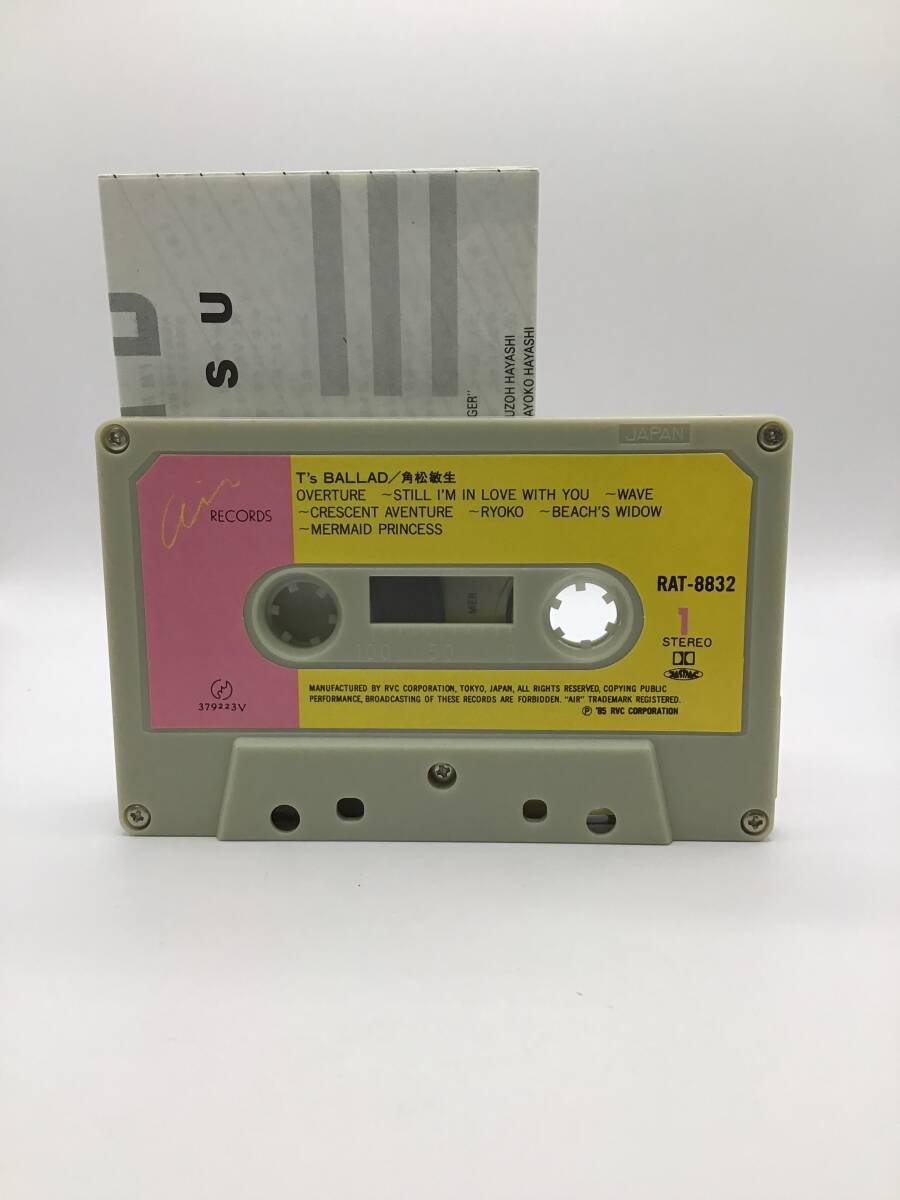 S U
GER"
UZOH HAYASHI
AYOKO HAYASHI
JAPAN
air
RECORDS
T's BALLAD/角松敏生
OVERTURE ~STILL I'M IN LOVE WITH YOU ~WAVE
~CRESCENT AVENTURE ~RYOKO ~BEACH'S WIDOW
~MERMAID PRINCESS
RAT-8832
1
STEREO
MER
100
379223V
MANUFACTURED BY RVC CORPORATION, TOKYO, JAPAN, ALL RIGHTS RESERVED, COPYING PUBLIC
PERFORMANCE, BROADCASTING OF THESE RECORDS ARE FORBIDDEN. "AIR" TRADEMARK REGISTERED.
Ⓟ '85 RVC CORPORATION